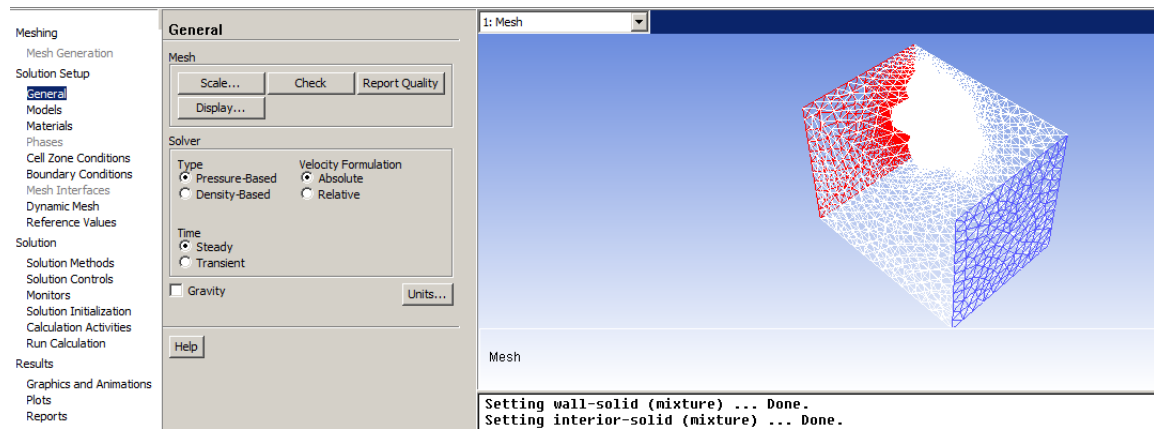 Meshing
Mesh Generation
Solution Setup
General
Models
Materials
Phases
Cell Zone Conditions
Boundary Conditions
Mesh Interfaces
Dynamic Mesh
Reference Values
Solution
Solution Methods
Solution Controls
Monitors
Solution Initialization
Calculation Activities
Run Calculation
Results
Graphics and Animations
Plots
Reports
General
Mesh
Scale... Check Report Quality
Display...
Solver
Type Velocity Formulation
Pressure-Based Absolute
Density-Based Relative
Time
Steady
Transient
Gravity Units...
Help
1: Mesh
Mesh
Setting wall-solid (mixture) ... Done.
Setting interior-solid (mixture) ... Done.